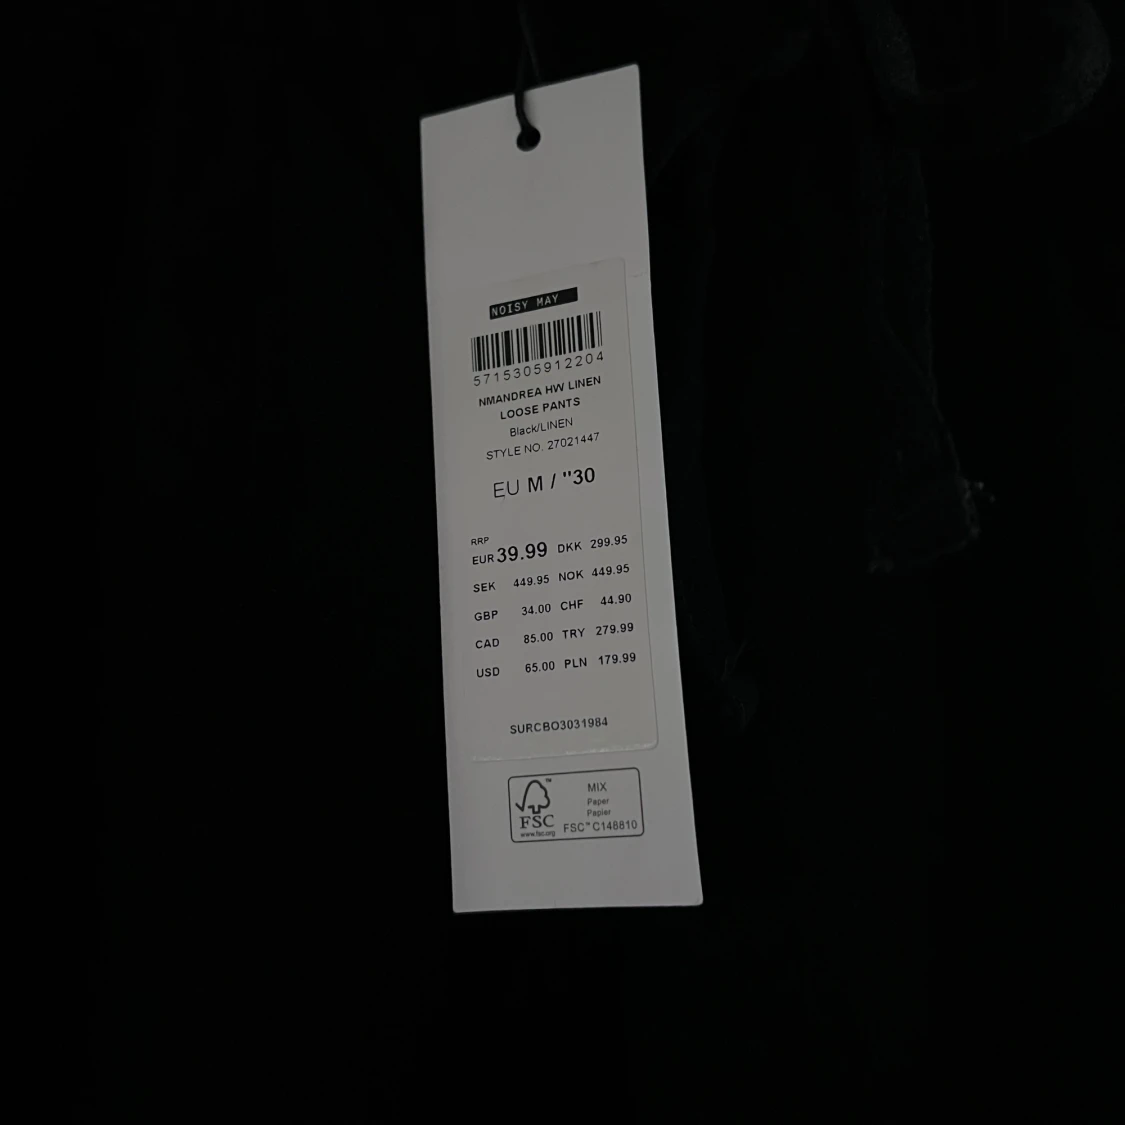 NOISY MAY
5715305912204
NMANDREA HW LINEN
LOOSE PANTS
Black/LINEN
STYLE NO. 27021447
EU M / "30
RRP
EUR 39.99 DKK 299.95
SEK 449.95 NOK 449.95
GBP 34.00 CHF 44.90
CAD 85.00 TRY 279.99
USD 65.00 PLN 179.99
SURCBO3031984
FSC™
www.fsc.org
MIX
Paper
Papier
FSC™ C148810